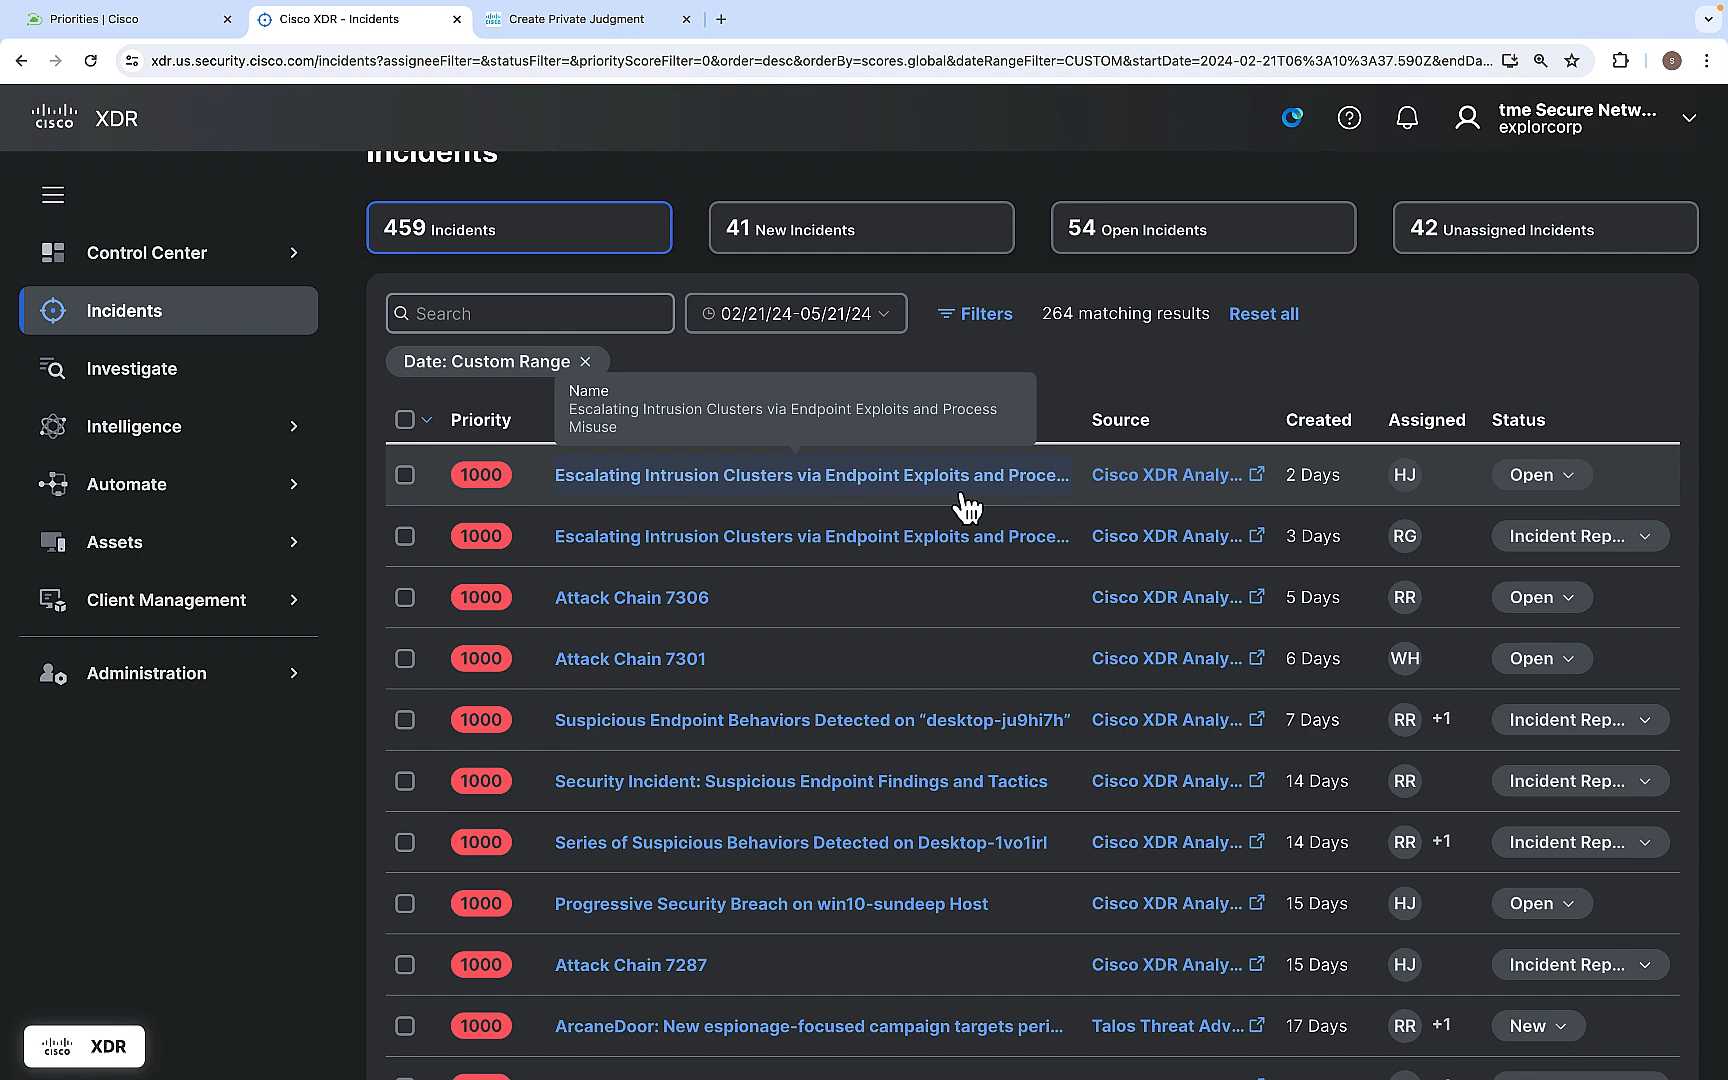 Priorities | Cisco
Cisco XDR - Incidents
Create Private Judgment
xdr.us.security.cisco.com/incidents?assigneeFilter=&statusFilter=&priorityScoreFilter=0&order=desc&orderBy=scores.global&dateRangeFilter=CUSTOM&startDate=2024-02-21T06%3A10%3A37.590Z&endDa...
S
CISCO XDR
tme Secure Netw...
explorcorp
Incidents
459 Incidents
41 New Incidents
54 Open Incidents
42 Unassigned Incidents
Control Center
Incidents
Investigate
Intelligence
Automate
Assets
Client Management
Administration
Search
02/21/24-05/21/24
Filters
264 matching results
Reset all
Date: Custom Range
Name
Escalating Intrusion Clusters via Endpoint Exploits and Process
Misuse
Priority Source Created Assigned Status
1000 Escalating Intrusion Clusters via Endpoint Exploits and Proce... Cisco XDR Analy... 2 Days HJ Open
1000 Escalating Intrusion Clusters via Endpoint Exploits and Proce... Cisco XDR Analy... 3 Days RG Incident Rep...
1000 Attack Chain 7306 Cisco XDR Analy... 5 Days RR Open
1000 Attack Chain 7301 Cisco XDR Analy... 6 Days WH Open
1000 Suspicious Endpoint Behaviors Detected on “desktop-ju9hi7h” Cisco XDR Analy... 7 Days RR +1 Incident Rep...
1000 Security Incident: Suspicious Endpoint Findings and Tactics Cisco XDR Analy... 14 Days RR Incident Rep...
1000 Series of Suspicious Behaviors Detected on Desktop-1vo1irl Cisco XDR Analy... 14 Days RR +1 Incident Rep...
1000 Progressive Security Breach on win10-sundeep Host Cisco XDR Analy... 15 Days HJ Open
1000 Attack Chain 7287 Cisco XDR Analy... 15 Days HJ Incident Rep...
1000 ArcaneDoor: New espionage-focused campaign targets peri... Talos Threat Adv... 17 Days RR +1 New
CISCO XDR